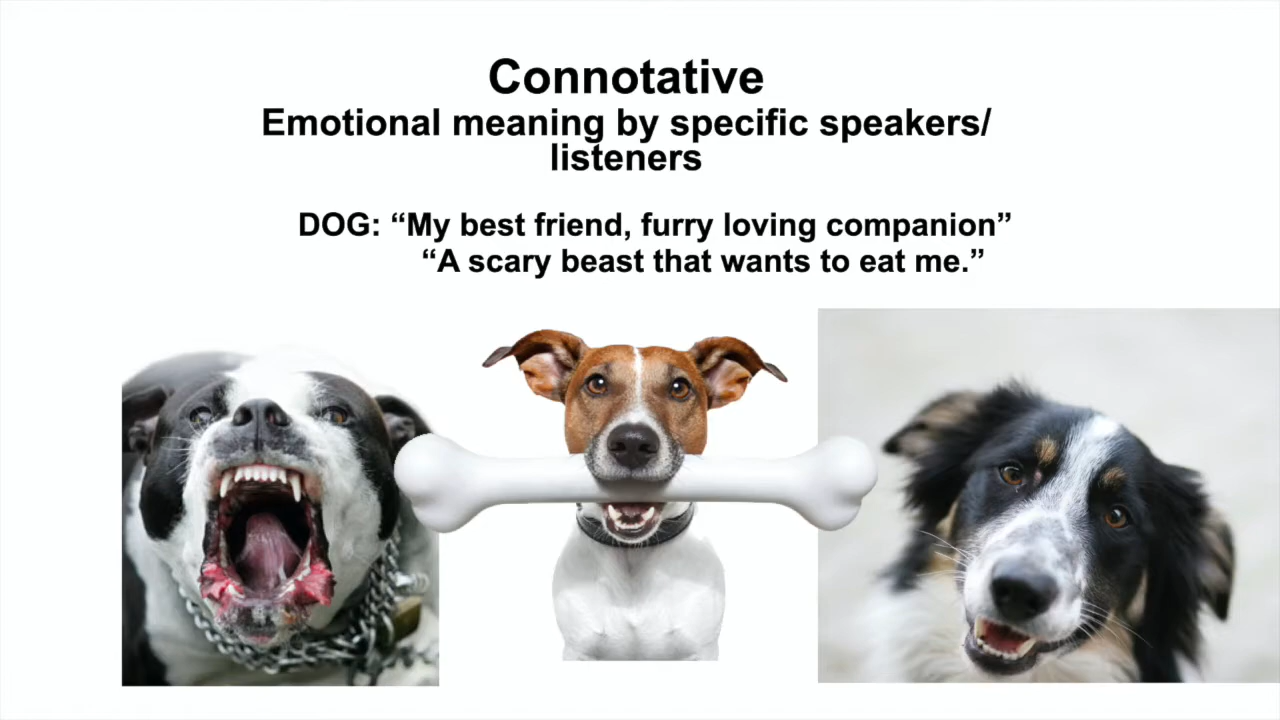 Connotative
Emotional meaning by specific speakers/
listeners
DOG: “My best friend, furry loving companion”
“A scary beast that wants to eat me.”